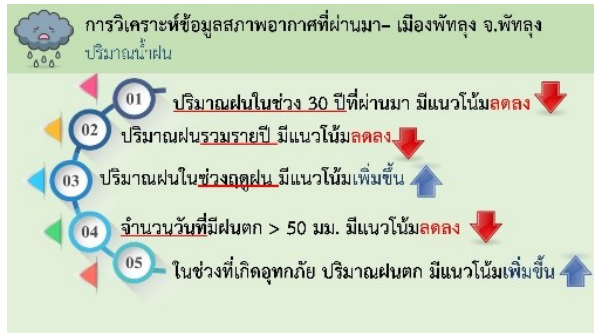 การวิเคราะห์ข้อมูลสภาพอากาศที่ผ่านมา– เมืองพัทลุง จ.พัทลุง
ปริมาณน้ำฝน
01 ปริมาณฝนในช่วง 30 ปีที่ผ่านมา มีแนวโน้มลดลง
02 ปริมาณฝนรวมรายปี มีแนวโน้มลดลง
03 ปริมาณฝนในช่วงฤดูฝน มีแนวโน้มเพิ่มขึ้น
04 จำนวนวันที่มีฝนตก > 50 มม. มีแนวโน้มลดลง
05 ในช่วงที่เกิดอุทกภัย ปริมาณฝนตก มีแนวโน้มเพิ่มขึ้น